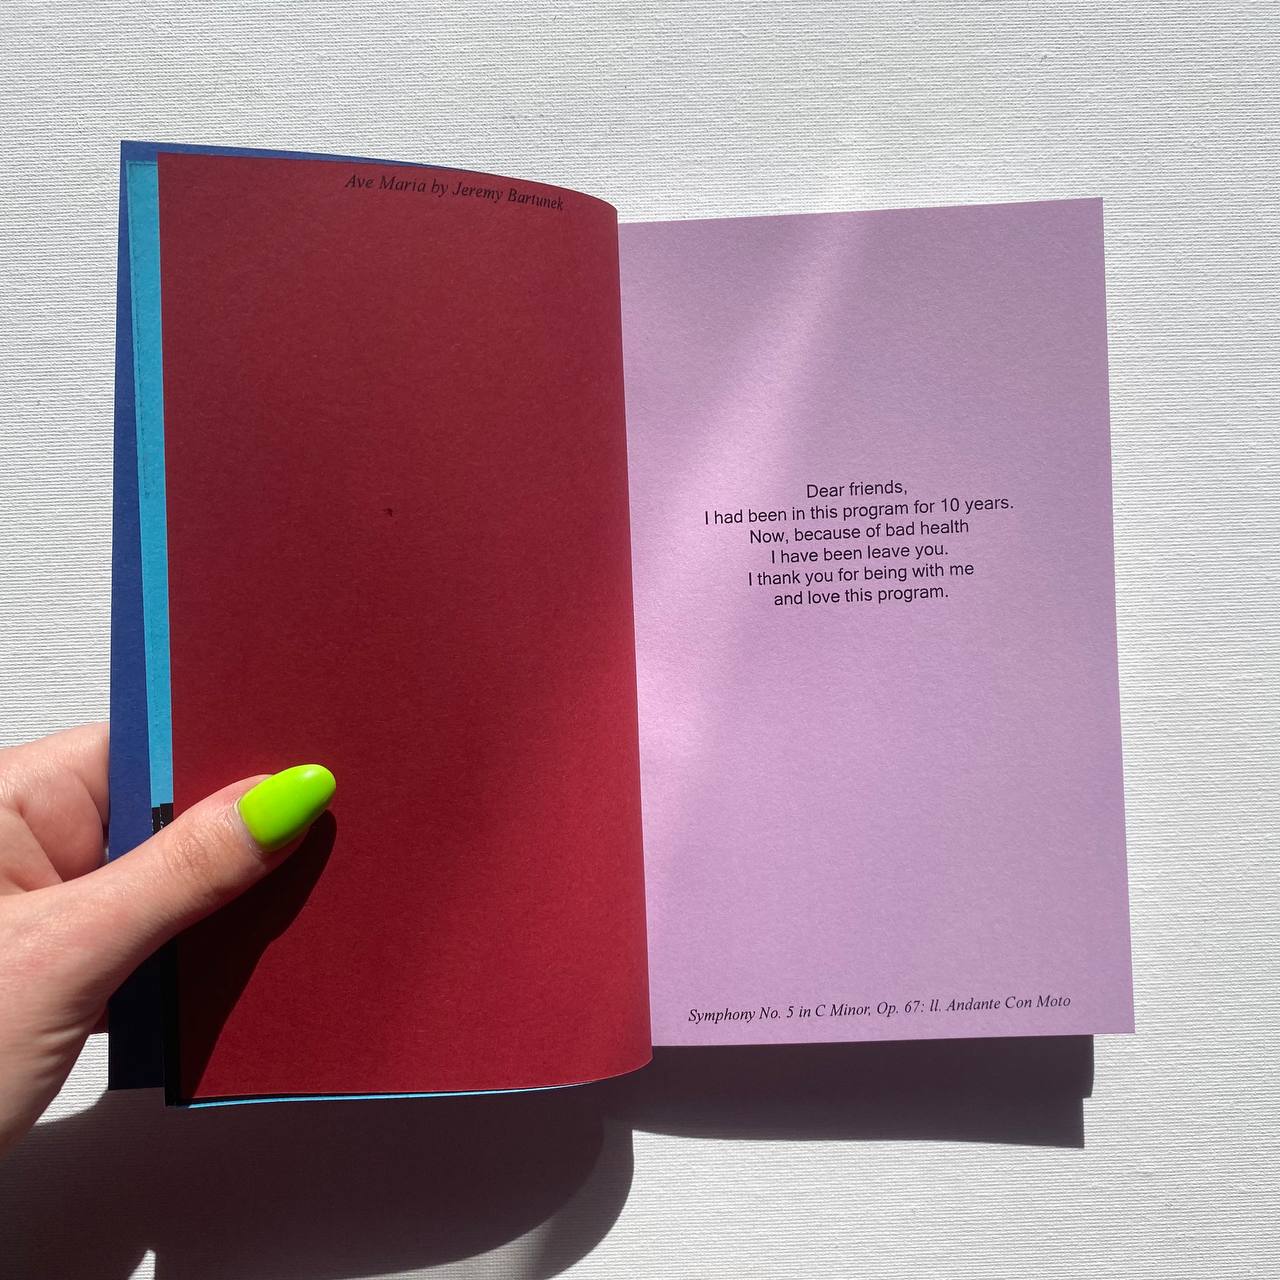 Ave Maria by Jeremy Bartunek
Dear friends,
I had been in this program for 10 years.
Now, because of bad health
I have been leave you.
I thank you for being with me
and love this program.
Symphony No. 5 in C Minor, Op. 67: ll. Andante Con Moto